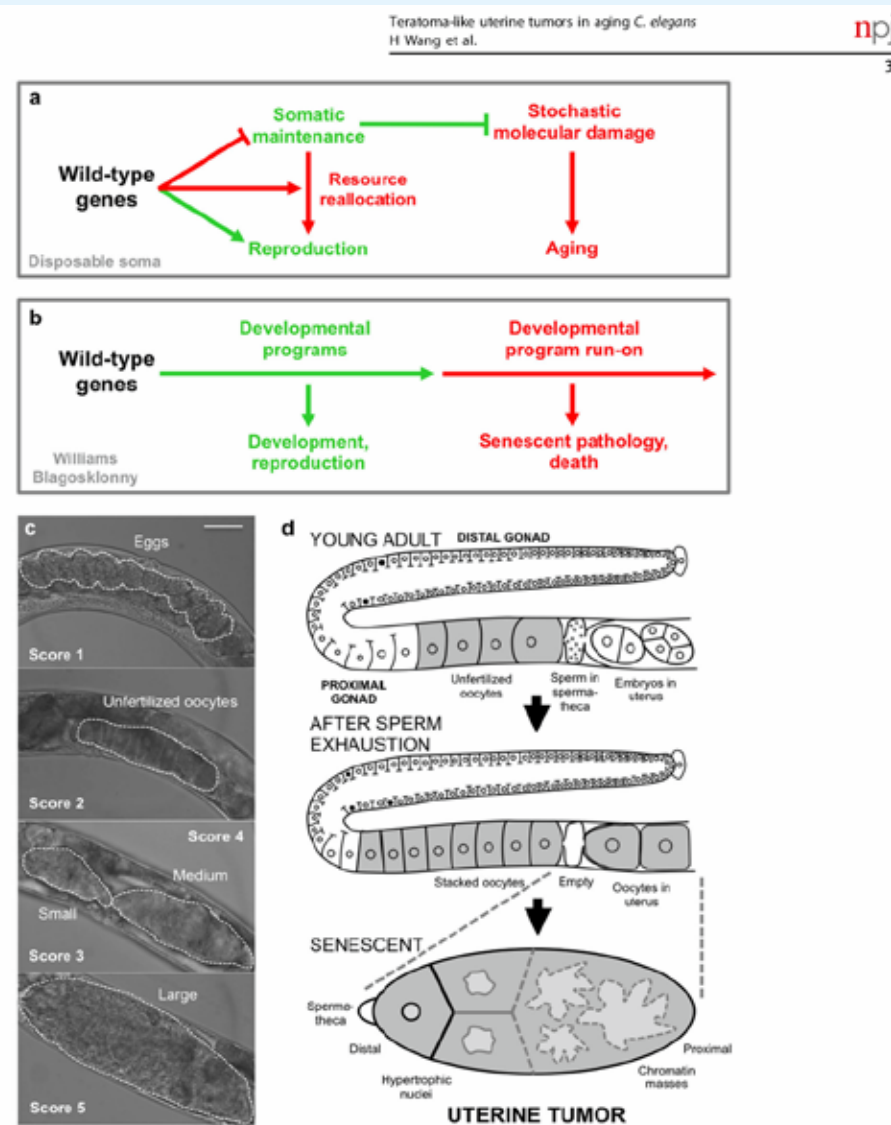 Teratoma-like uterine tumors in aging C. elegans
H Wang et al.
npj
3
a
Somatic
maintenance
Stochastic
molecular damage
Wild-type
genes
Resource
reallocation
Reproduction
Aging
Disposable soma
b
Developmental
programs
Developmental
program run-on
Wild-type
genes
Development,
reproduction
Senescent pathology,
death
Williams
Blagosklonny
c
Eggs
Score 1
Unfertilized oocytes
Score 2
Score 4
Medium
Small
Score 3
Large
Score 5
d
YOUNG ADULT
DISTAL GONAD
PROXIMAL
GONAD
Unfertilized
oocytes
Sperm in
sperma-
theca
Embryos in
uterus
AFTER SPERM
EXHAUSTION
Stacked oocytes
Empty
Oocytes in
uterus
SENESCENT
Sperma-
theca
Distal
Hypertrophic
nuclei
Proximal
Chromatin
masses
UTERINE TUMOR